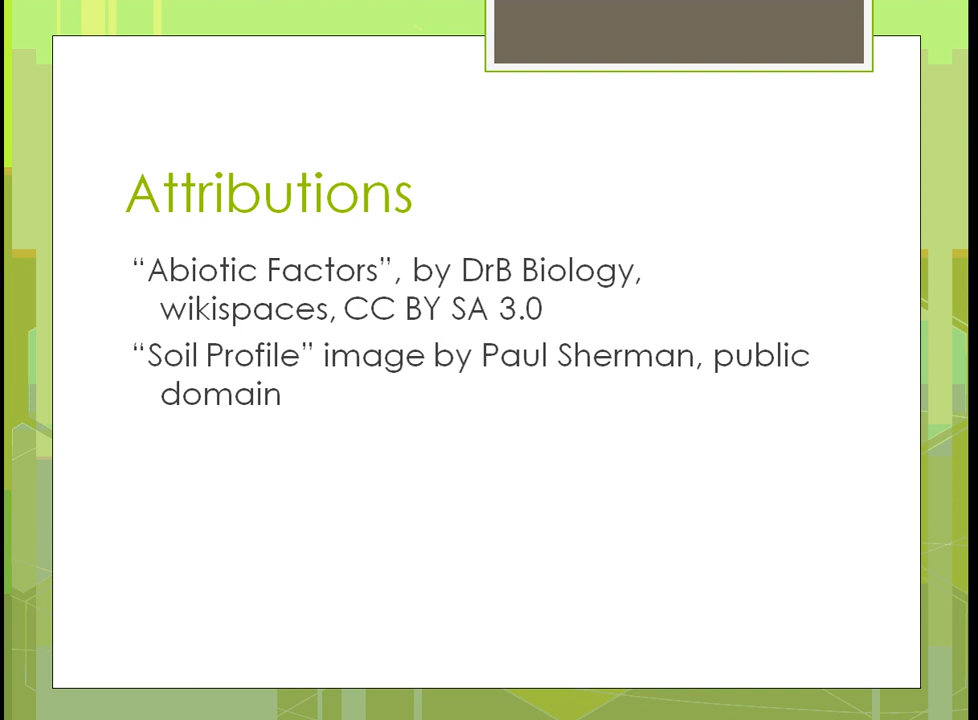 Attributions
“Abiotic Factors”, by DrB Biology,
wikispaces, CC BY SA 3.0
“Soil Profile” image by Paul Sherman, public
domain